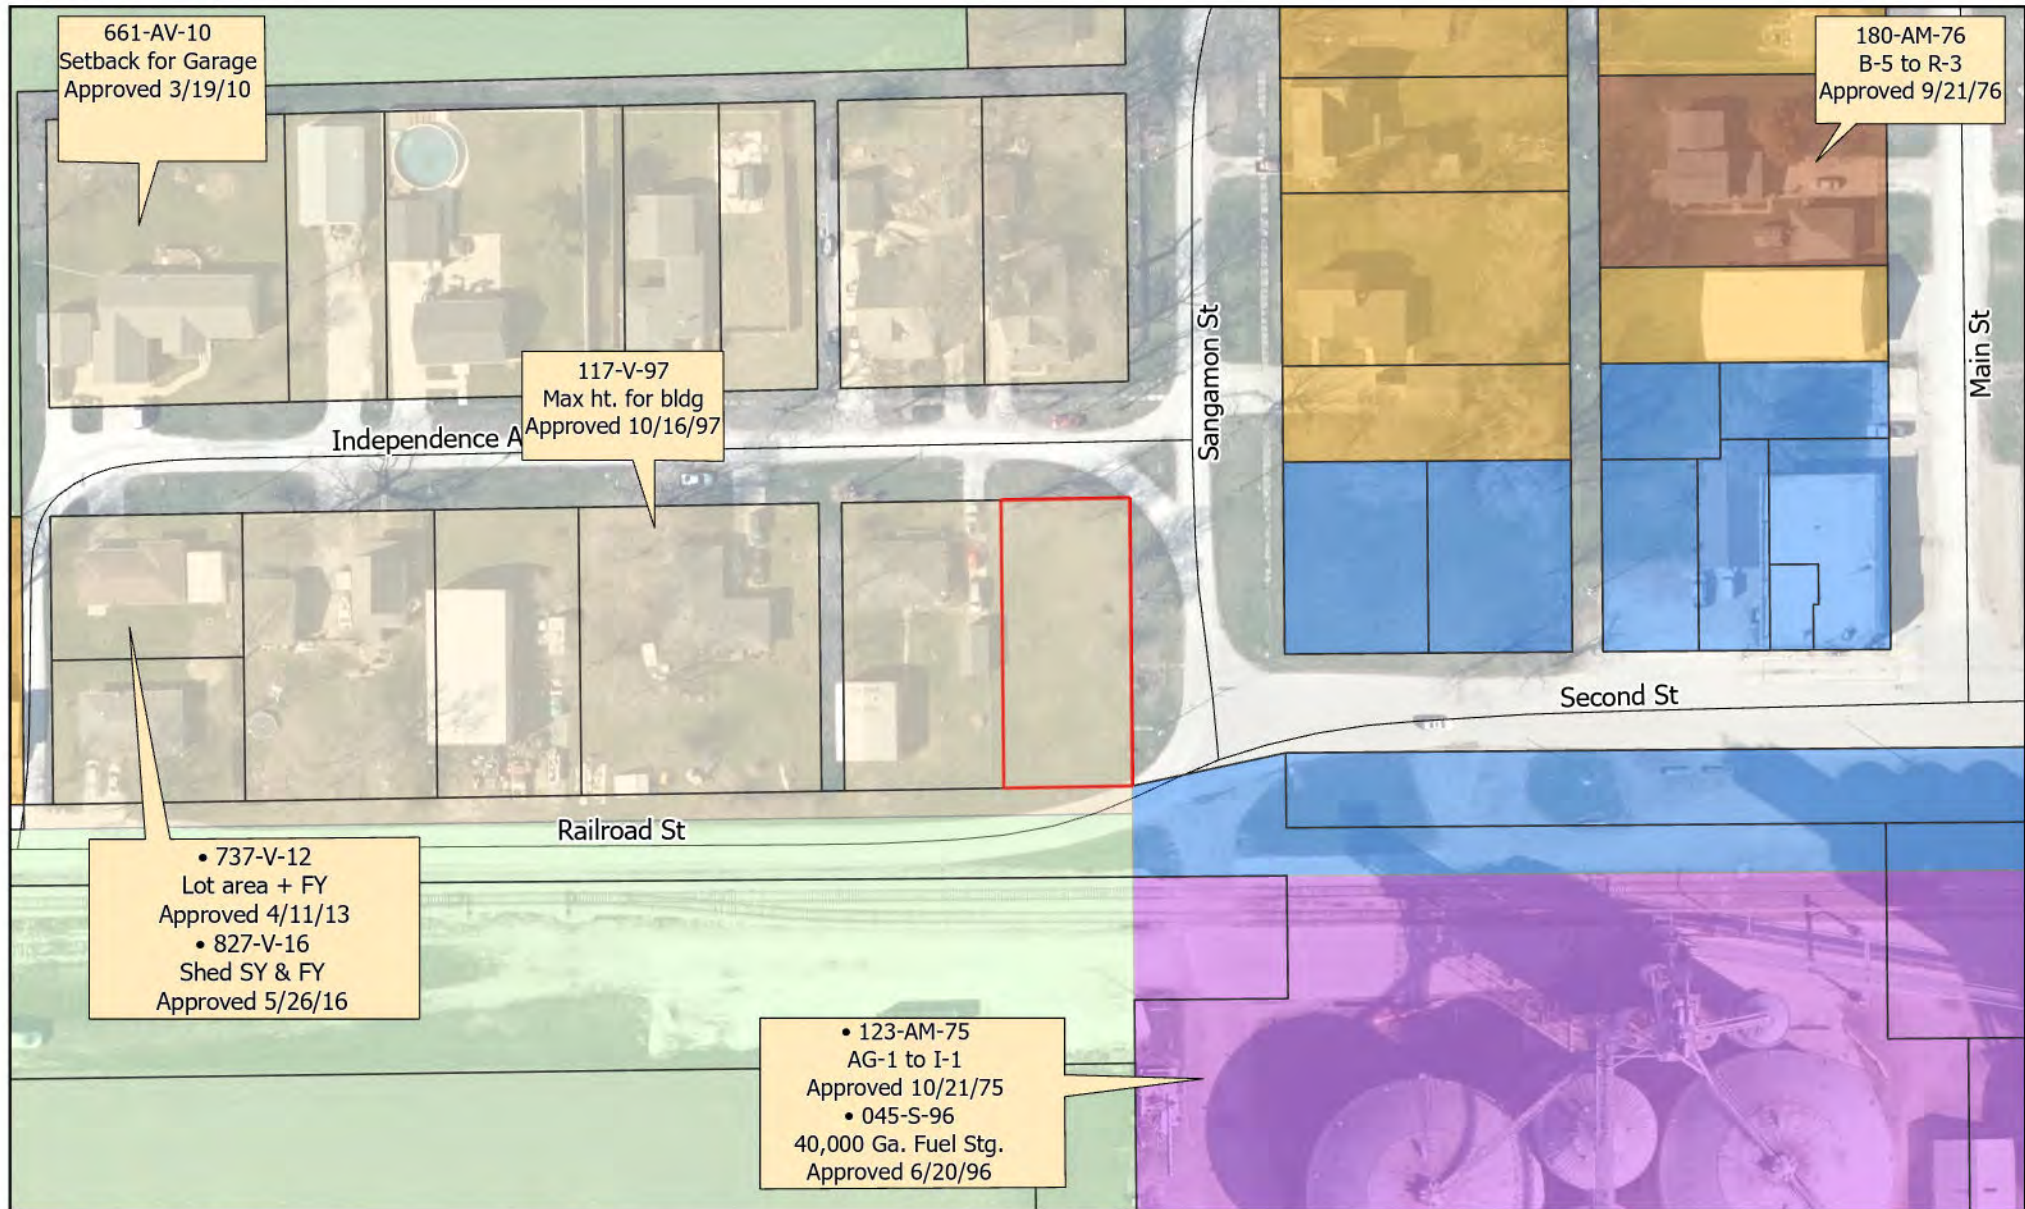 661-AV-10
Setback for Garage
Approved 3/19/10
180-AM-76
B-5 to R-3
Approved 9/21/76
117-V-97
Max ht. for bldg
Approved 10/16/97
Independence A
Sangamon St
Main St
Second St
Railroad St
• 737-V-12
Lot area + FY
Approved 4/11/13
• 827-V-16
Shed SY & FY
Approved 5/26/16
• 123-AM-75
AG-1 to I-1
Approved 10/21/75
• 045-S-96
40,000 Ga. Fuel Stg.
Approved 6/20/96